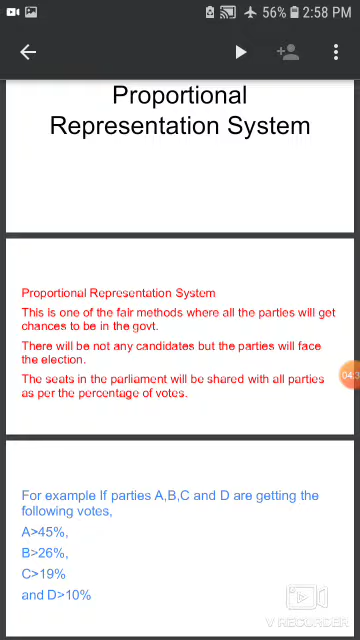 56% 2:58 PM
Proportional
Representation System
Proportional Representation System
This is one of the fair methods where all the parties will get
chances to be in the govt.
There will be not any candidates but the parties will face
the election.
The seats in the parliament will be shared with all parties
as per the percentage of votes.
04:3
For example If parties A,B,C and D are getting the
following votes,
A>45%,
B>26%,
C>19%
and D>10%
V RECORDER